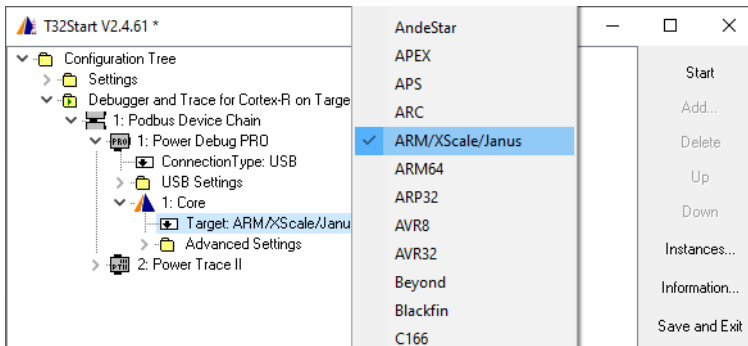 T32Start V2.4.61 *
Configuration Tree
Settings
Debugger and Trace for Cortex-R on Targe
1: Podbus Device Chain
PRO 1: Power Debug PRO
ConnectionType: USB
USB Settings
1: Core
Target: ARM/XScale/Janu
Advanced Settings
PTII 2: Power Trace II
AndeStar
APEX
APS
ARC
ARM/XScale/Janus
ARM64
ARP32
AVR8
AVR32
Beyond
Blackfin
C166
Start
Add...
Delete
Up
Down
Instances...
Information...
Save and Exit